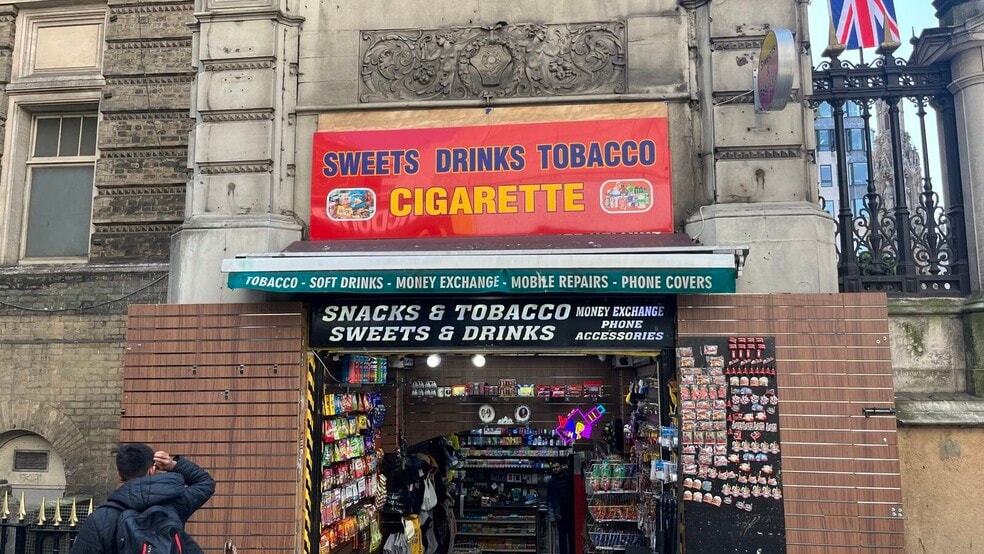 SWEETS DRINKS TOBACCO
CIGARETTE
TOBACCO - SOFT DRINKS - MONEY EXCHANGE - MOBILE REPAIRS - PHONE COVERS
SNACKS & TOBACCO
SWEETS & DRINKS
MONEY EXCHANGE
PHONE
ACCESSORIES